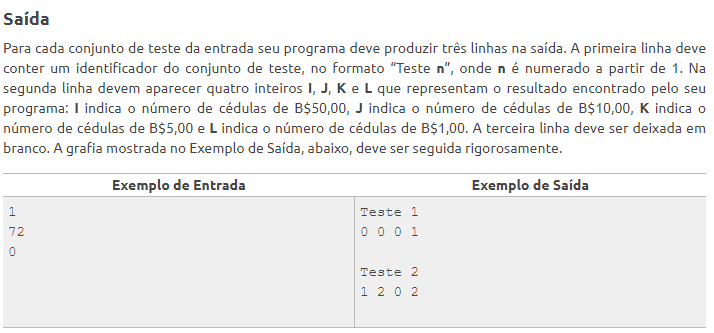 Saída
Para cada conjunto de teste da entrada seu programa deve produzir três linhas na saída. A primeira linha deve
conter um identificador do conjunto de teste, no formato “Teste n”, onde n é numerado a partir de 1. Na
segunda linha devem aparecer quatro inteiros I, J, K e L que representam o resultado encontrado pelo seu
programa: I indica o número de cédulas de B$50,00, J indica o número de cédulas de B$10,00, K indica o
número de cédulas de B$5,00 e L indica o número de cédulas de B$1,00. A terceira linha deve ser deixada em
branco. A grafia mostrada no Exemplo de Saída, abaixo, deve ser seguida rigorosamente.
Exemplo de Entrada
1
72
0
Exemplo de Saída
Teste 1
0 0 0 1
Teste 2
1 2 0 2